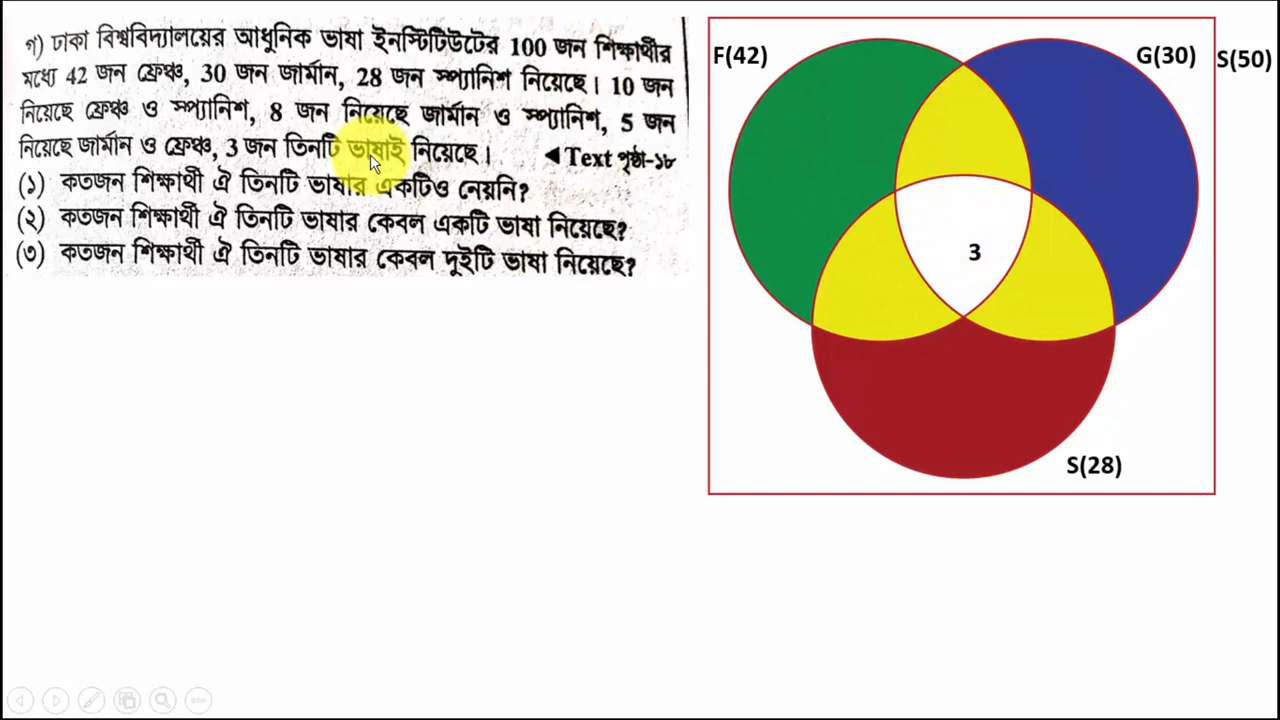 গ) ঢাকা বিশ্ববিদ্যালয়ের আধুনিক ভাষা ইনস্টিটিউটের 100 জন শিক্ষার্থীর
মধ্যে 42 জন ফ্রেঞ্চ, 30 জন জার্মান, 28 জন স্প্যানিশ নিয়েছে। 10 জন
নিয়েছে ফ্রেঞ্চ ও স্প্যানিশ, 8 জন নিয়েছে জার্মান ও স্প্যানিশ, 5 জন
নিয়েছে জার্মান ও ফ্রেঞ্চ, 3 জন তিনটি ভাষাই নিয়েছে। ◄Text পৃষ্ঠা-১৮
(১) কতজন শিক্ষার্থী ঐ তিনটি ভাষার একটিও নেয়নি?
(২) কতজন শিক্ষার্থী ঐ তিনটি ভাষার কেবল একটি ভাষা নিয়েছে?
(৩) কতজন শিক্ষার্থী ঐ তিনটি ভাষার কেবল দুইটি ভাষা নিয়েছে?
F(42)
G(30)
S(50)
3
S(28)